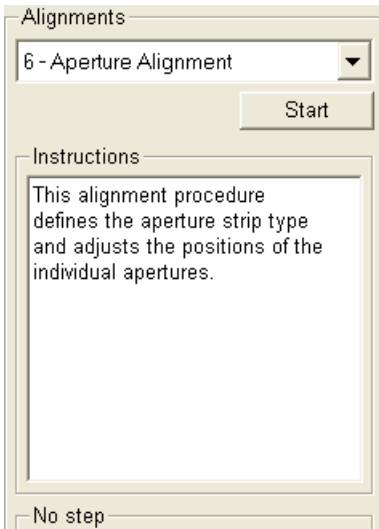 Alignments
6 - Aperture Alignment
Start
Instructions
This alignment procedure
defines the aperture strip type
and adjusts the positions of the
individual apertures.
No step